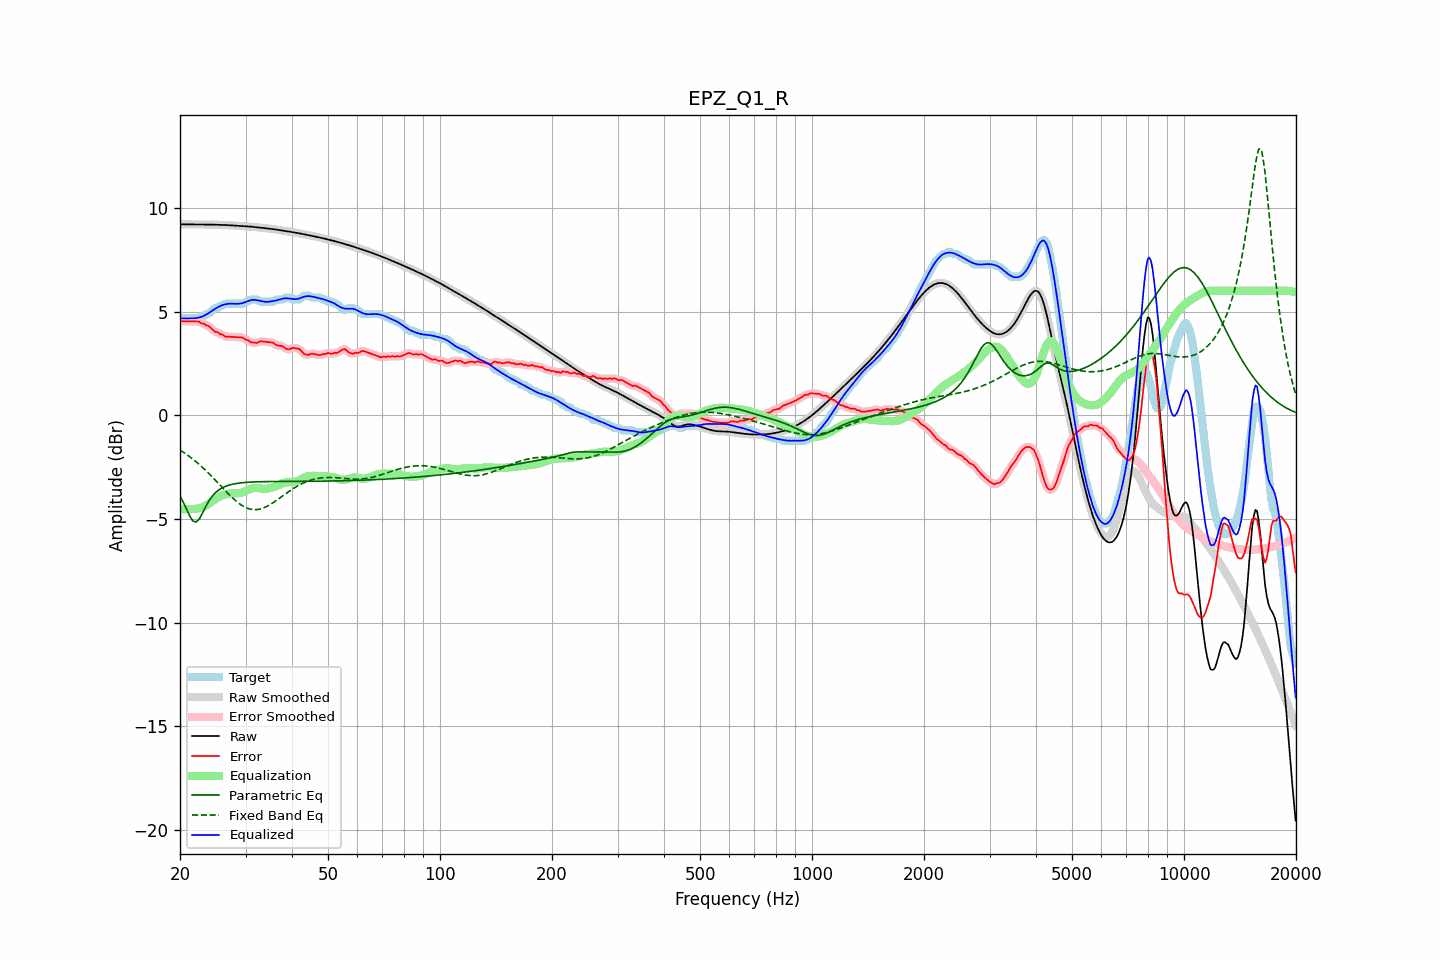 EPZ_Q1_R
Amplitude (dBr)
10
5
0
−5
−10
−15
−20
Target
Raw Smoothed
Error Smoothed
Raw
Error
Equalization
Parametric Eq
Fixed Band Eq
Equalized
20 50 100 200 500 1000 2000 5000 10000 20000
Frequency (Hz)